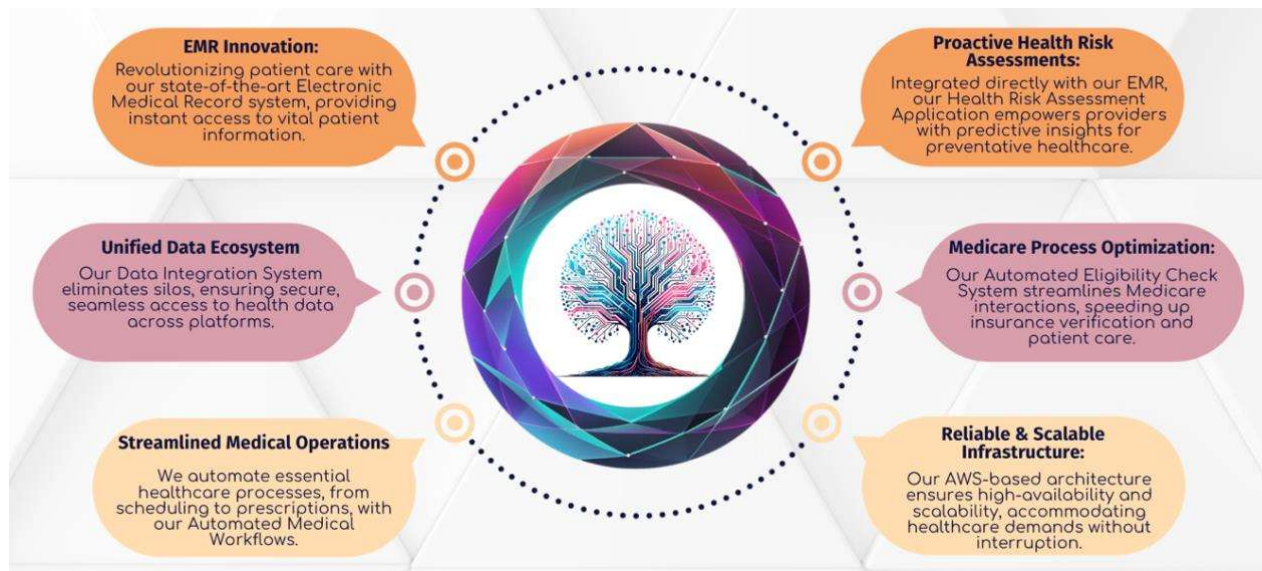 EMR Innovation:
Revolutionizing patient care with
our state-of-the-art Electronic
Medical Record system, providing
instant access to vital patient
information.
Proactive Health Risk
Assessments:
Integrated directly with our EMR,
our Health Risk Assessment
Application empowers providers
with predictive insights for
preventative healthcare.
Unified Data Ecosystem
Our Data Integration System
eliminates silos, ensuring secure,
seamless access to health data
across platforms.
Medicare Process Optimization:
Our Automated Eligibility Check
System streamlines Medicare
interactions, speeding up
insurance verification and
patient care.
Streamlined Medical Operations
We automate essential
healthcare processes, from
scheduling to prescriptions, with
our Automated Medical
Workflows.
Reliable & Scalable
Infrastructure:
Our AWS-based architecture
ensures high-availability and
scalability, accommodating
healthcare demands without
interruption.